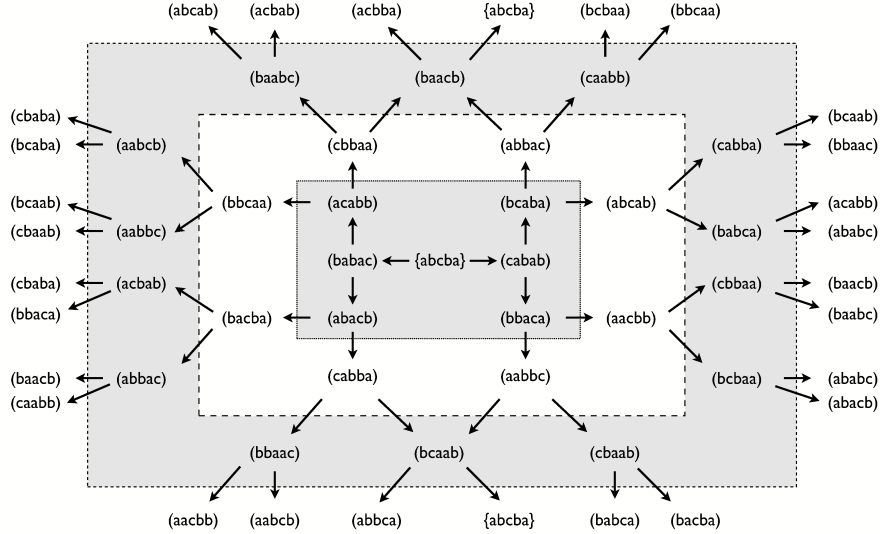 (abcab) (acbab) (acbba) {abcba} (bcbaa) (bbcaa)
(baabc) (baacb) (caabb)
(cbaba) (bcaab)
(bcaba) (aabcb) (cbbaa) (abbac) (cabba) (bbaac)
(bcaab) (bbcaa) (acabb) (bcaba) (abcab) (acabb)
(cbaab) (aabbc) (babca) (ababc)
(babac) {abcba} (cabab)
(cbaba) (acbab) (cbbaa) (baacb)
(bbaca) (bacba) (abacb) (bbaca) (aacbb) (baabc)
(baacb) (abbac) (cabba) (aabbc) (bcbaa) (ababc)
(caabb) (abacb)
(bbaac) (bcaab) (cbaab)
(aacbb) (aabcb) (abbca) {abcba} (babca) (bacba)